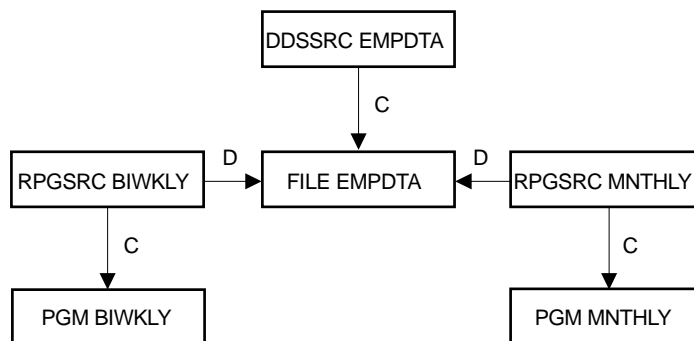 DDSSRC EMPDTA
C
RPGSRC BIWKLY
D
FILE EMPDTA
D
RPGSRC MNTHLY
C
C
PGM BIWKLY
PGM MNTHLY